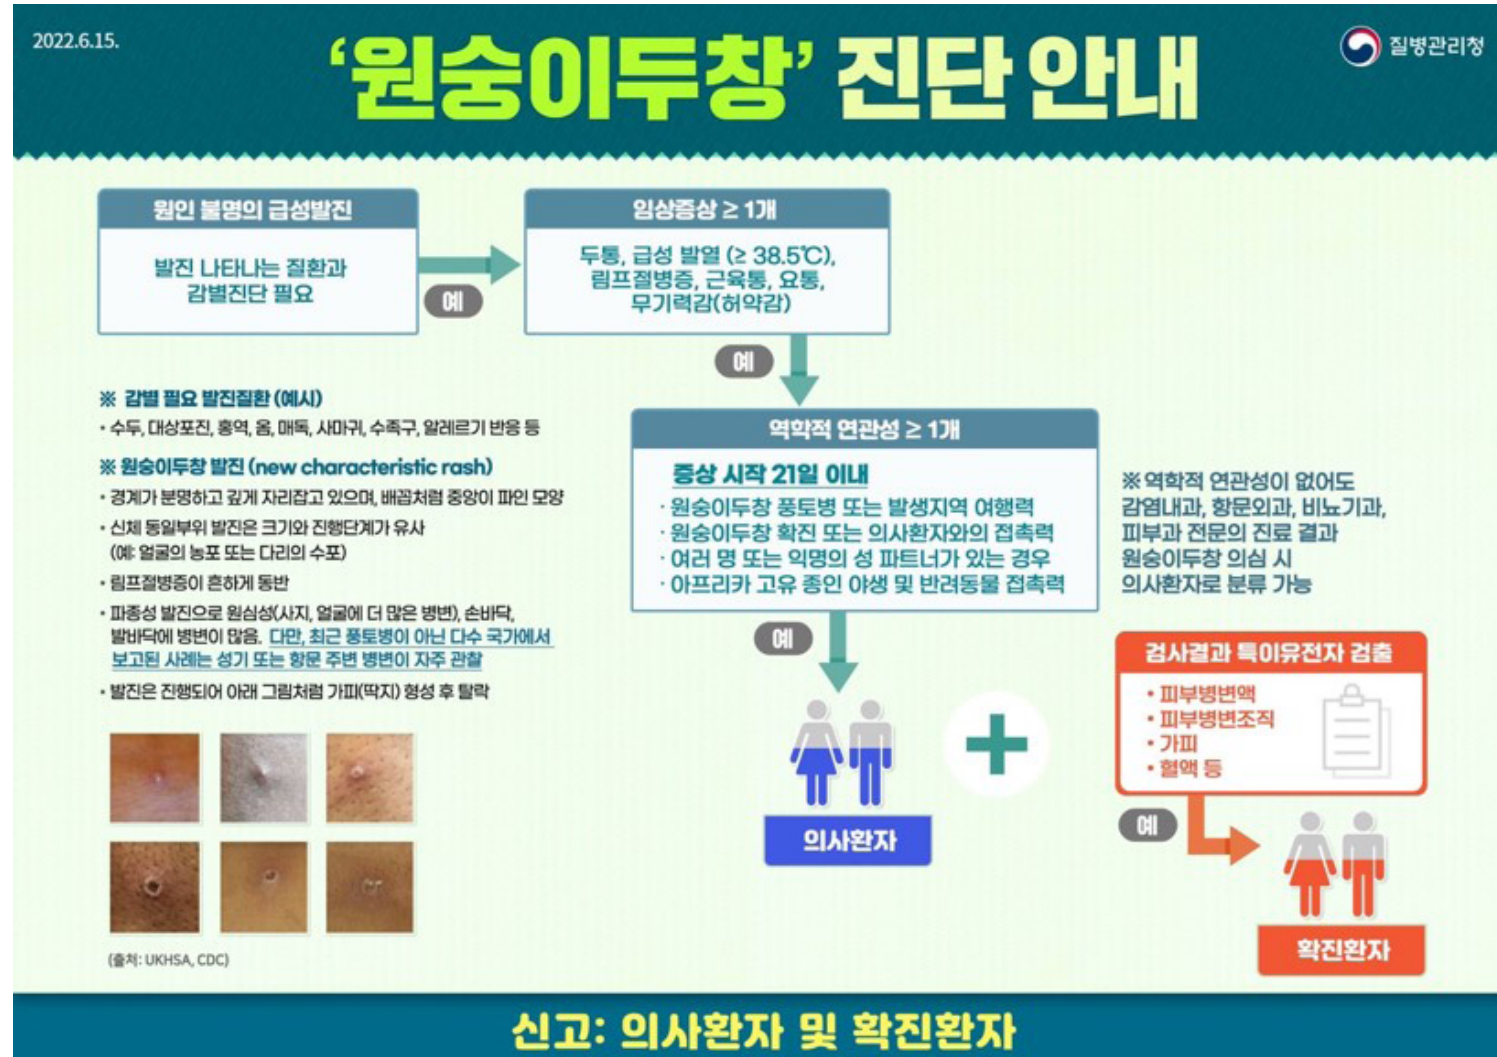 2022.6.15.
‘원숭이두창’ 진단 안내
질병관리청
원인 불명의 급성발진
발진 나타나는 질환과
감별진단 필요
예
임상증상 ≥ 1개
두통, 급성 발열 (≥ 38.5℃),
림프절병증, 근육통, 요통,
무기력감(허약감)
예
※ 감별 필요 발진질환 (예시)
• 수두, 대상포진, 홍역, 옴, 매독, 사마귀, 수족구, 알레르기 반응 등
※ 원숭이두창 발진 (new characteristic rash)
• 경계가 분명하고 깊게 자리잡고 있으며, 배꼽처럼 중앙이 파인 모양
• 신체 동일부위 발진은 크기와 진행단계가 유사
(예: 얼굴의 농포 또는 다리의 수포)
• 림프절병증이 흔하게 동반
• 파종성 발진으로 원심성(사지, 얼굴에 더 많은 병변), 손바닥,
발바닥에 병변이 많음. 다만, 최근 풍토병이 아닌 다수 국가에서
보고된 사례는 성기 또는 항문 주변 병변이 자주 관찰
• 발진은 진행되어 아래 그림처럼 가피(딱지) 형성 후 탈락
(출처: UKHSA, CDC)
역학적 연관성 ≥ 1개
증상 시작 21일 이내
· 원숭이두창 풍토병 또는 발생지역 여행력
· 원숭이두창 확진 또는 의사환자와의 접촉력
· 여러 명 또는 익명의 성 파트너가 있는 경우
· 아프리카 고유 종인 야생 및 반려동물 접촉력
※ 역학적 연관성이 없어도
감염내과, 항문외과, 비뇨기과,
피부과 전문의 진료 결과
원숭이두창 의심 시
의사환자로 분류 가능
예
의사환자
검사결과 특이유전자 검출
• 피부병변액
• 피부병변조직
• 가피
• 혈액 등
예
확진환자
신고: 의사환자 및 확진환자